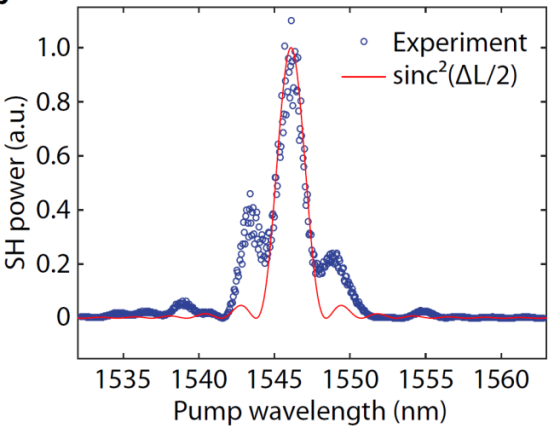 Experiment
sinc²(ΔL/2)
SH power (a.u.)
1.0
0.8
0.6
0.4
0.2
0
1535 1540 1545 1550 1555 1560
Pump wavelength (nm)